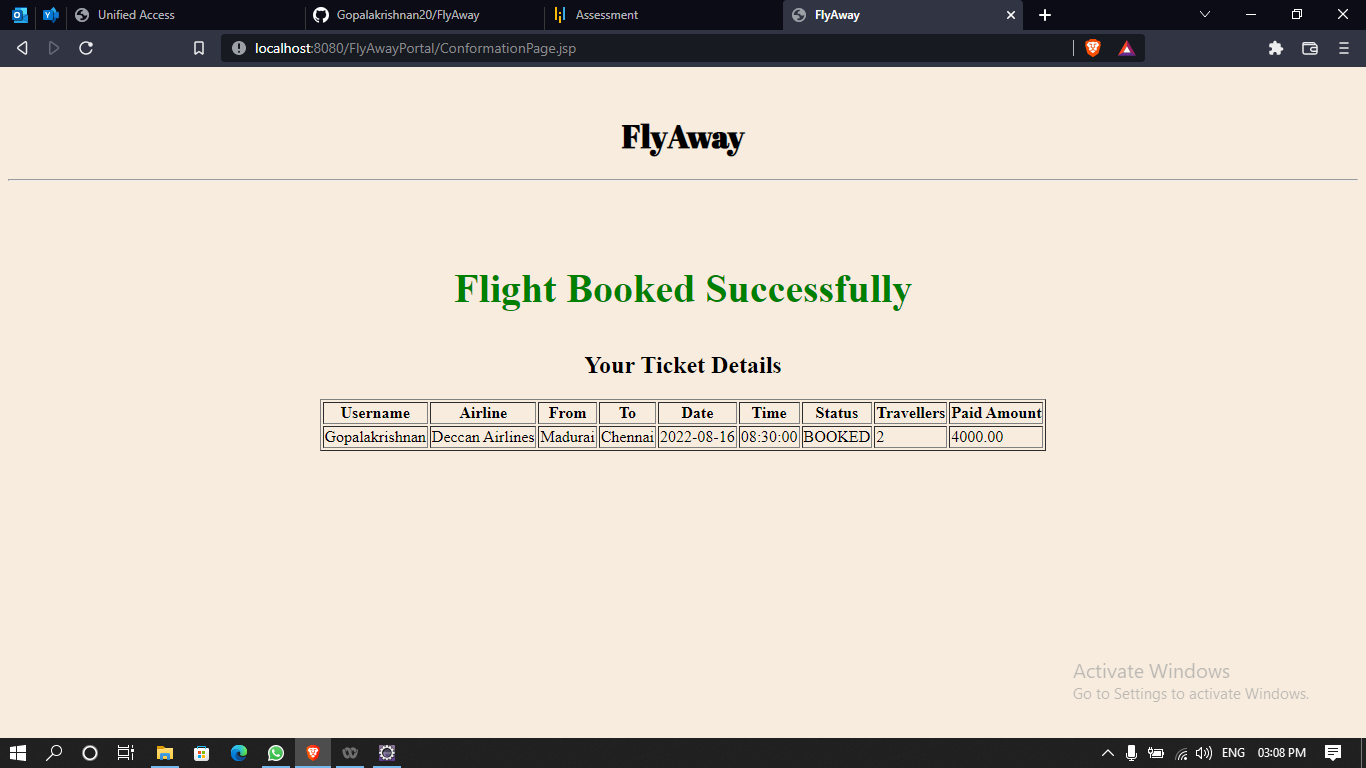 Unified Access
Gopalakrishnan20/FlyAway
Assessment
FlyAway
localhost:8080/FlyAwayPortal/ConformationPage.jsp
FlyAway
Flight Booked Successfully
Your Ticket Details
Username Airline From To Date Time Status Travellers Paid Amount
Gopalakrishnan Deccan Airlines Madurai Chennai 2022-08-16 08:30:00 BOOKED 2 4000.00
Activate Windows
Go to Settings to activate Windows.
ENG 03:08 PM